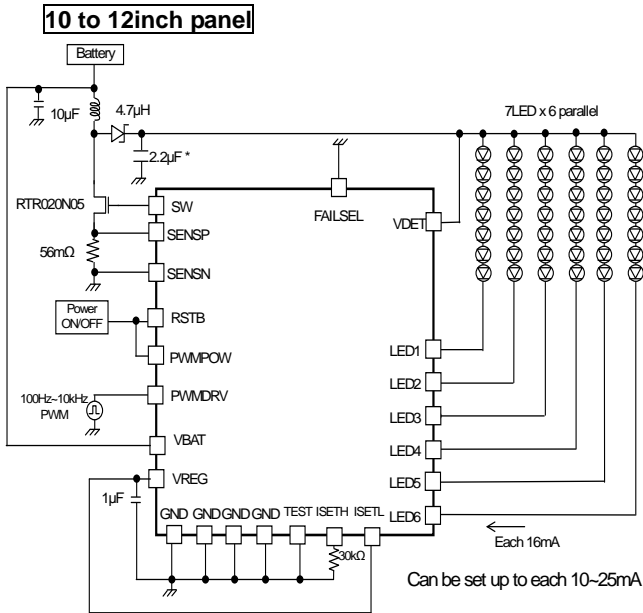 10 to 12inch panel
Battery
10µF
4.7µH
7LED x 6 parallel
2.2µF *
RTR020N05
SW
FAILSEL
SENSP
VDET
56mΩ
SENSN
Power
ON/OFF
RSTB
LED1
PWMPOW
LED2
100Hz~10kHz
PWM
PWMDRV
LED3
VBAT
LED4
VREG
LED5
1µF
GND GND GND GND TEST ISETH ISETL
LED6
30kΩ
Each 16mA
Can be set up to each 10~25mA